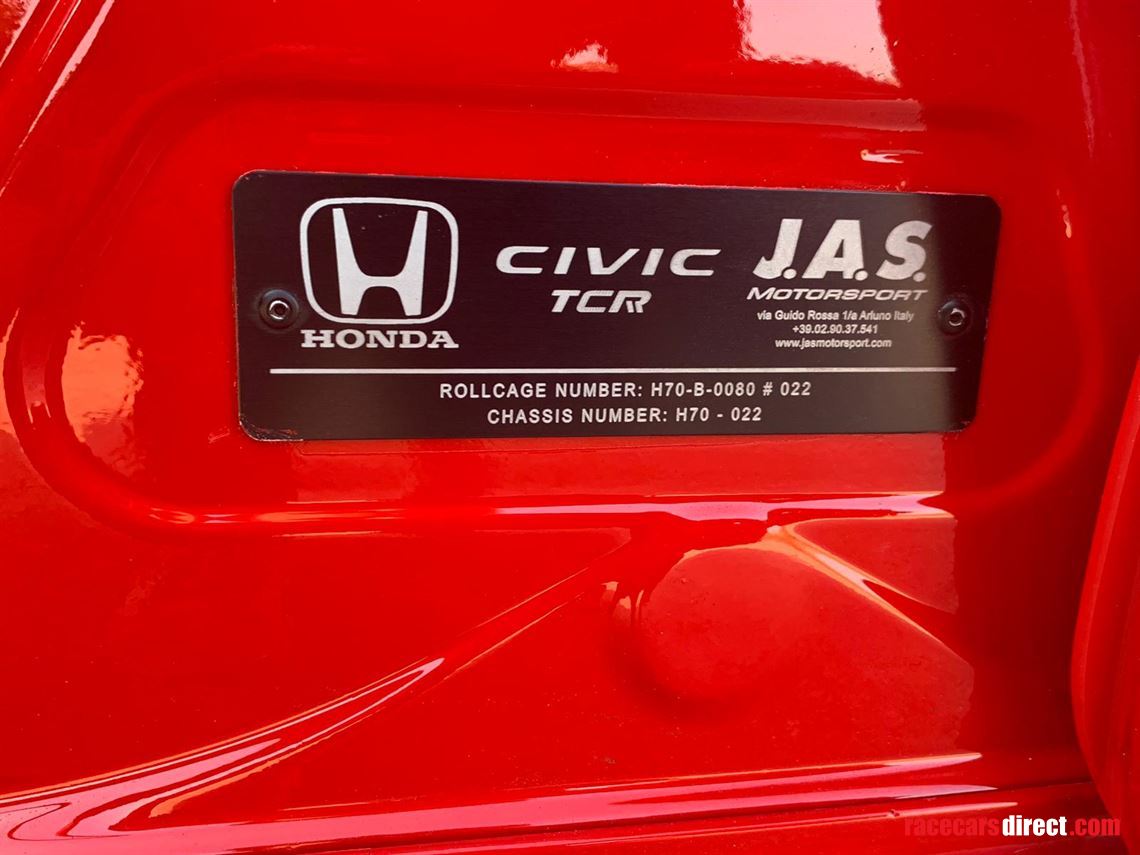 HONDA
CIVIC
TCR
J.A.S.
MOTORSPORT
via Guido Rossa 1/a Arluno Italy
+39.02.90.37.541
www.jasmotorsport.com
ROLLCAGE NUMBER: H70-B-0080 # 022
CHASSIS NUMBER: H70 - 022
racecarsdirect.com